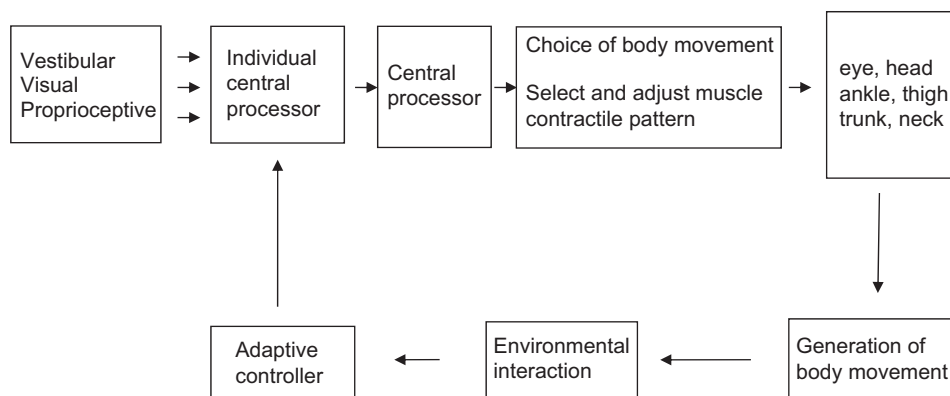 Vestibular
Visual
Proprioceptive
Individual
central
processor
Central
processor
Choice of body movement
Select and adjust muscle
contractile pattern
eye, head
ankle, thigh
trunk, neck
Adaptive
controller
Environmental
interaction
Generation of
body movement